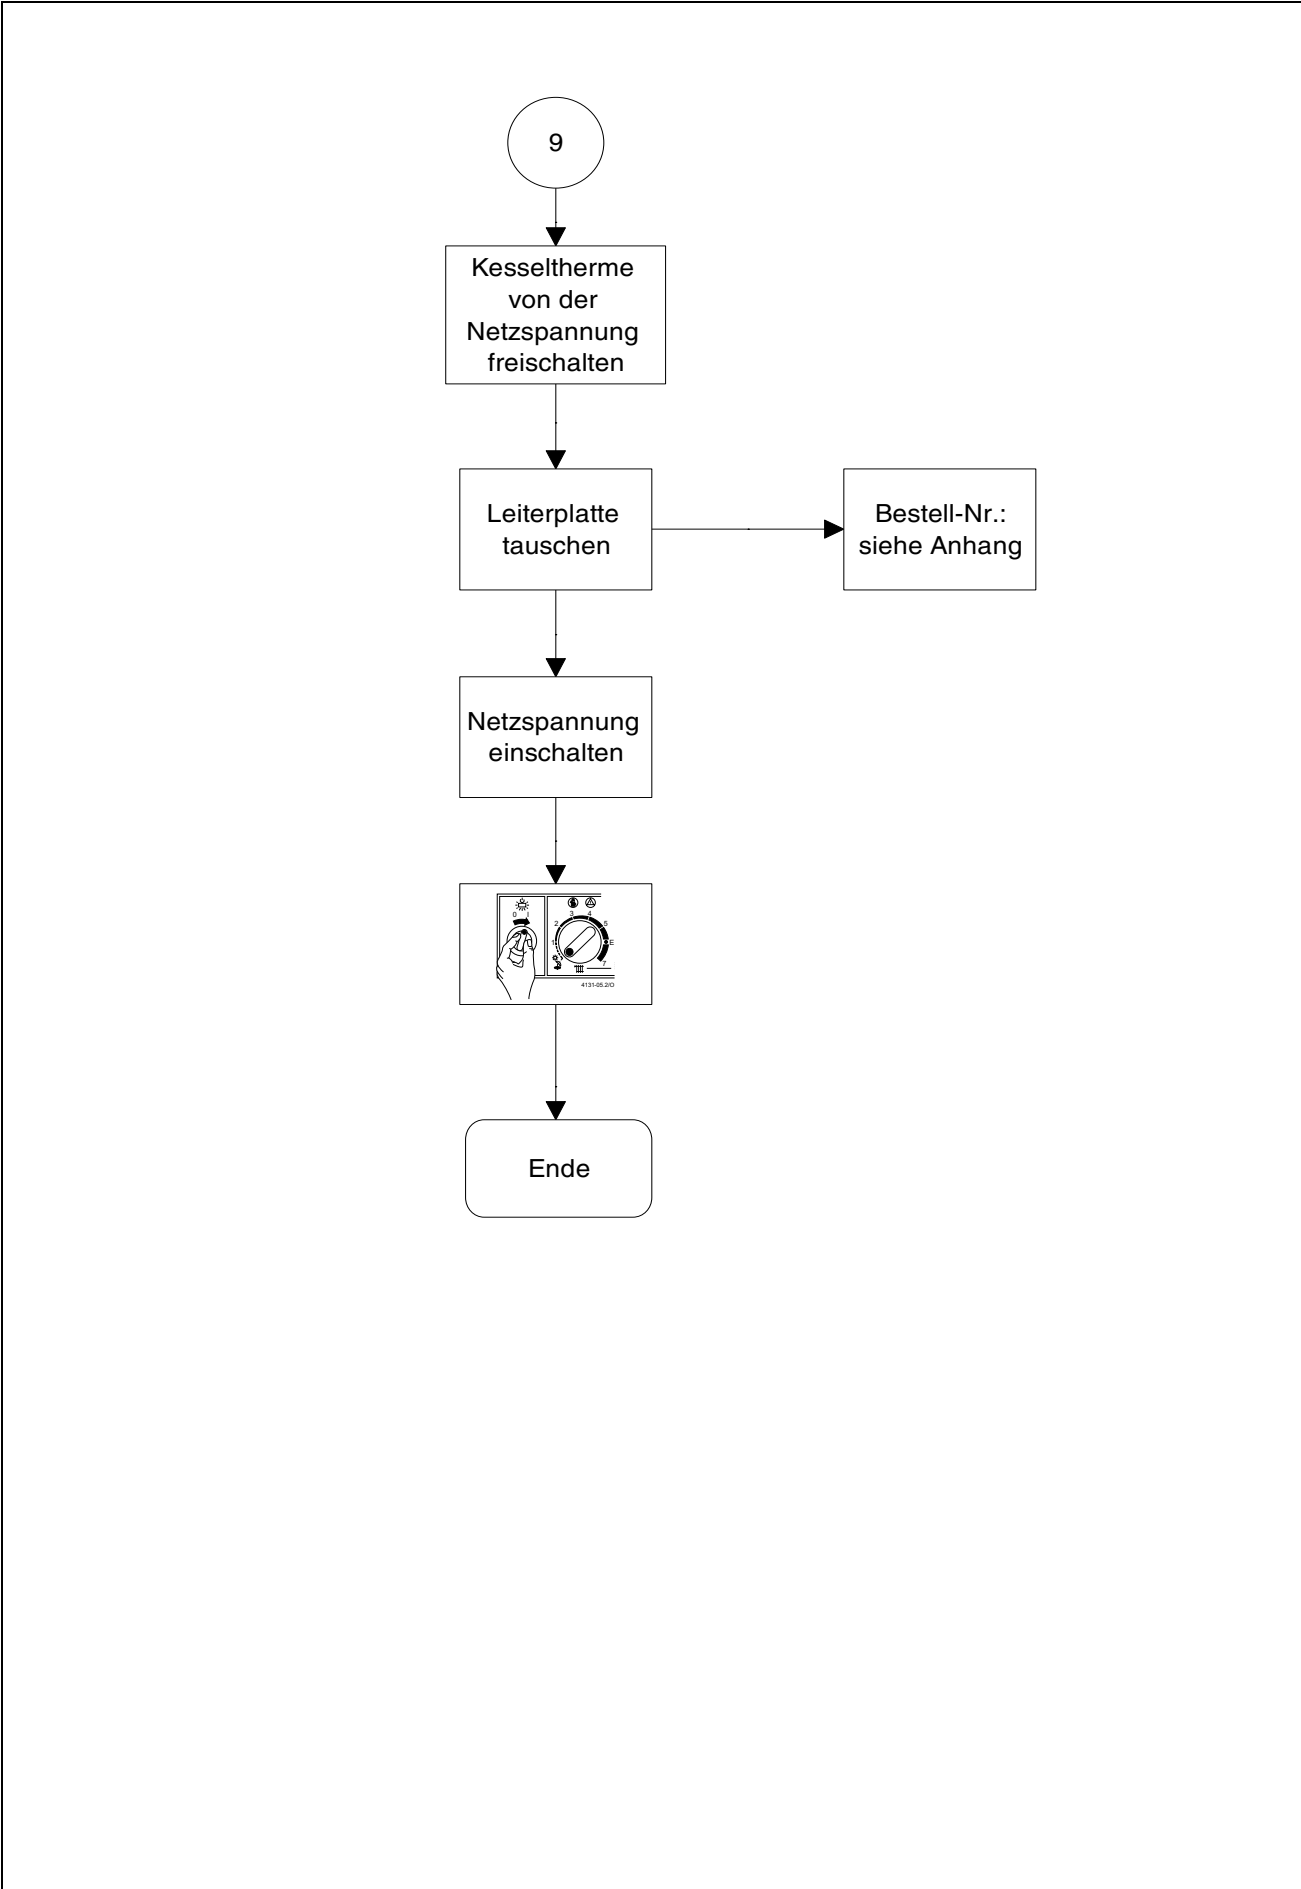 9
Kesseltherme
von der
Netzspannung
freischalten
Leiterplatte
tauschen
Bestell-Nr.:
siehe Anhang
Netzspannung
einschalten
0 I
1
2
3
4
5
E
7
4131-05.2/O
Ende